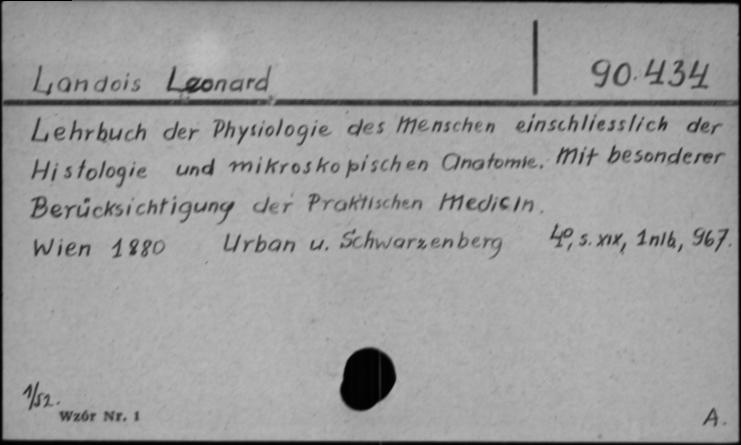 Landois Leonard 90.434
Lehrbuch der Physiologie des Menschen einschliesslich der
Histologie und mikroskopischen Anatomie. Mit besonderer
Berücksichtigung der Praktischen Medicin.
Wien 1880 Urban u. Schwarzenberg 4º, s. XIX, 1nlb, 967.
1/52.
Wzór Nr. 1
A.